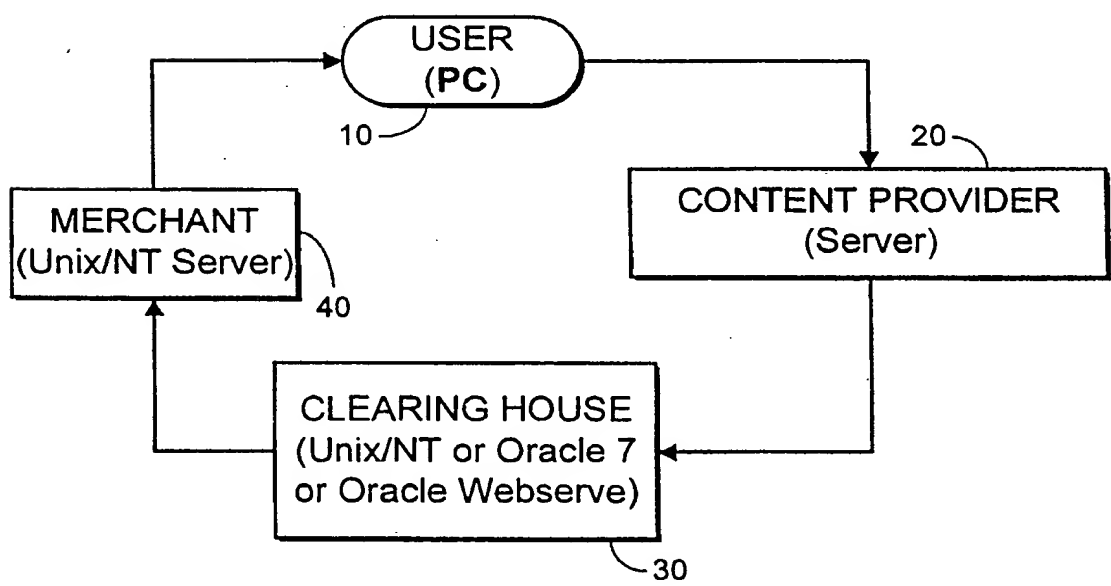 USER
(PC)
10
20
CONTENT PROVIDER
(Server)
MERCHANT
(Unix/NT Server)
40
CLEARING HOUSE
(Unix/NT or Oracle 7
or Oracle Webserve)
30